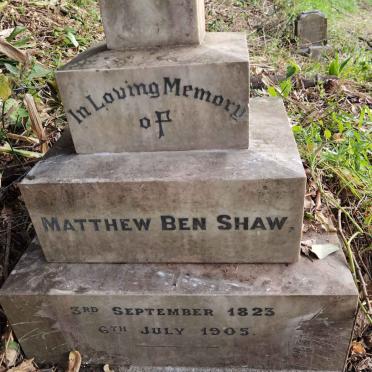 In Loving Memory
of
MATTHEW BEN SHAW,
3RD SEPTEMBER 1823
6TH JULY 1905.